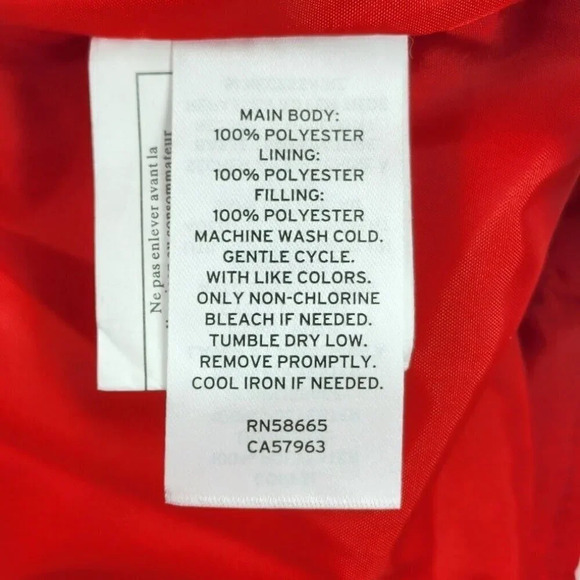 MAIN BODY:
100% POLYESTER
LINING:
100% POLYESTER
FILLING:
100% POLYESTER
MACHINE WASH COLD.
GENTLE CYCLE.
WITH LIKE COLORS.
ONLY NON-CHLORINE
BLEACH IF NEEDED.
TUMBLE DRY LOW.
REMOVE PROMPTLY.
COOL IRON IF NEEDED.
RN58665
CA57963
Ne pas enlever avant la
consommateur